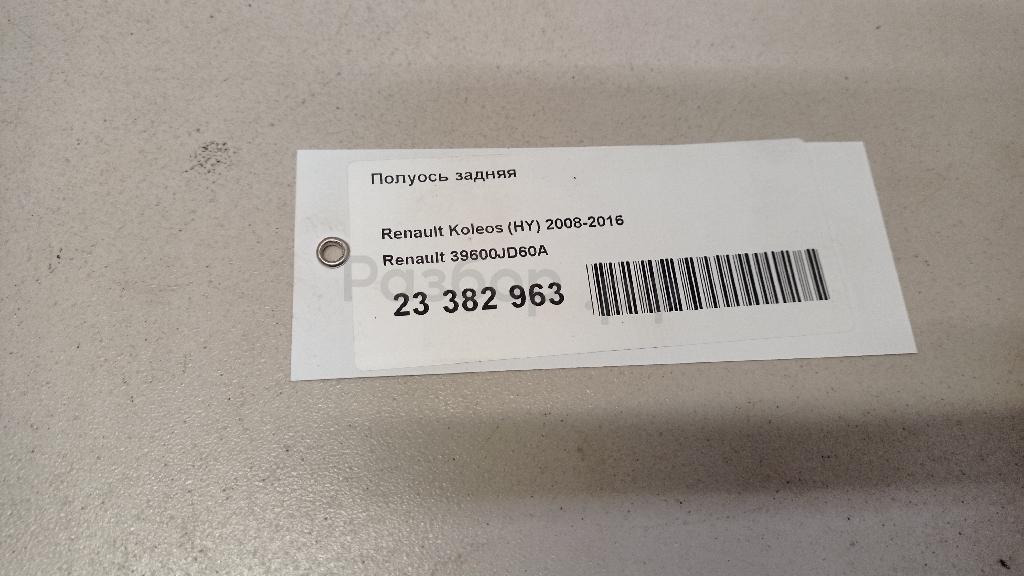 Полуось задняя
Renault Koleos (HY) 2008-2016
Renault 39600JD60A
23 382 963